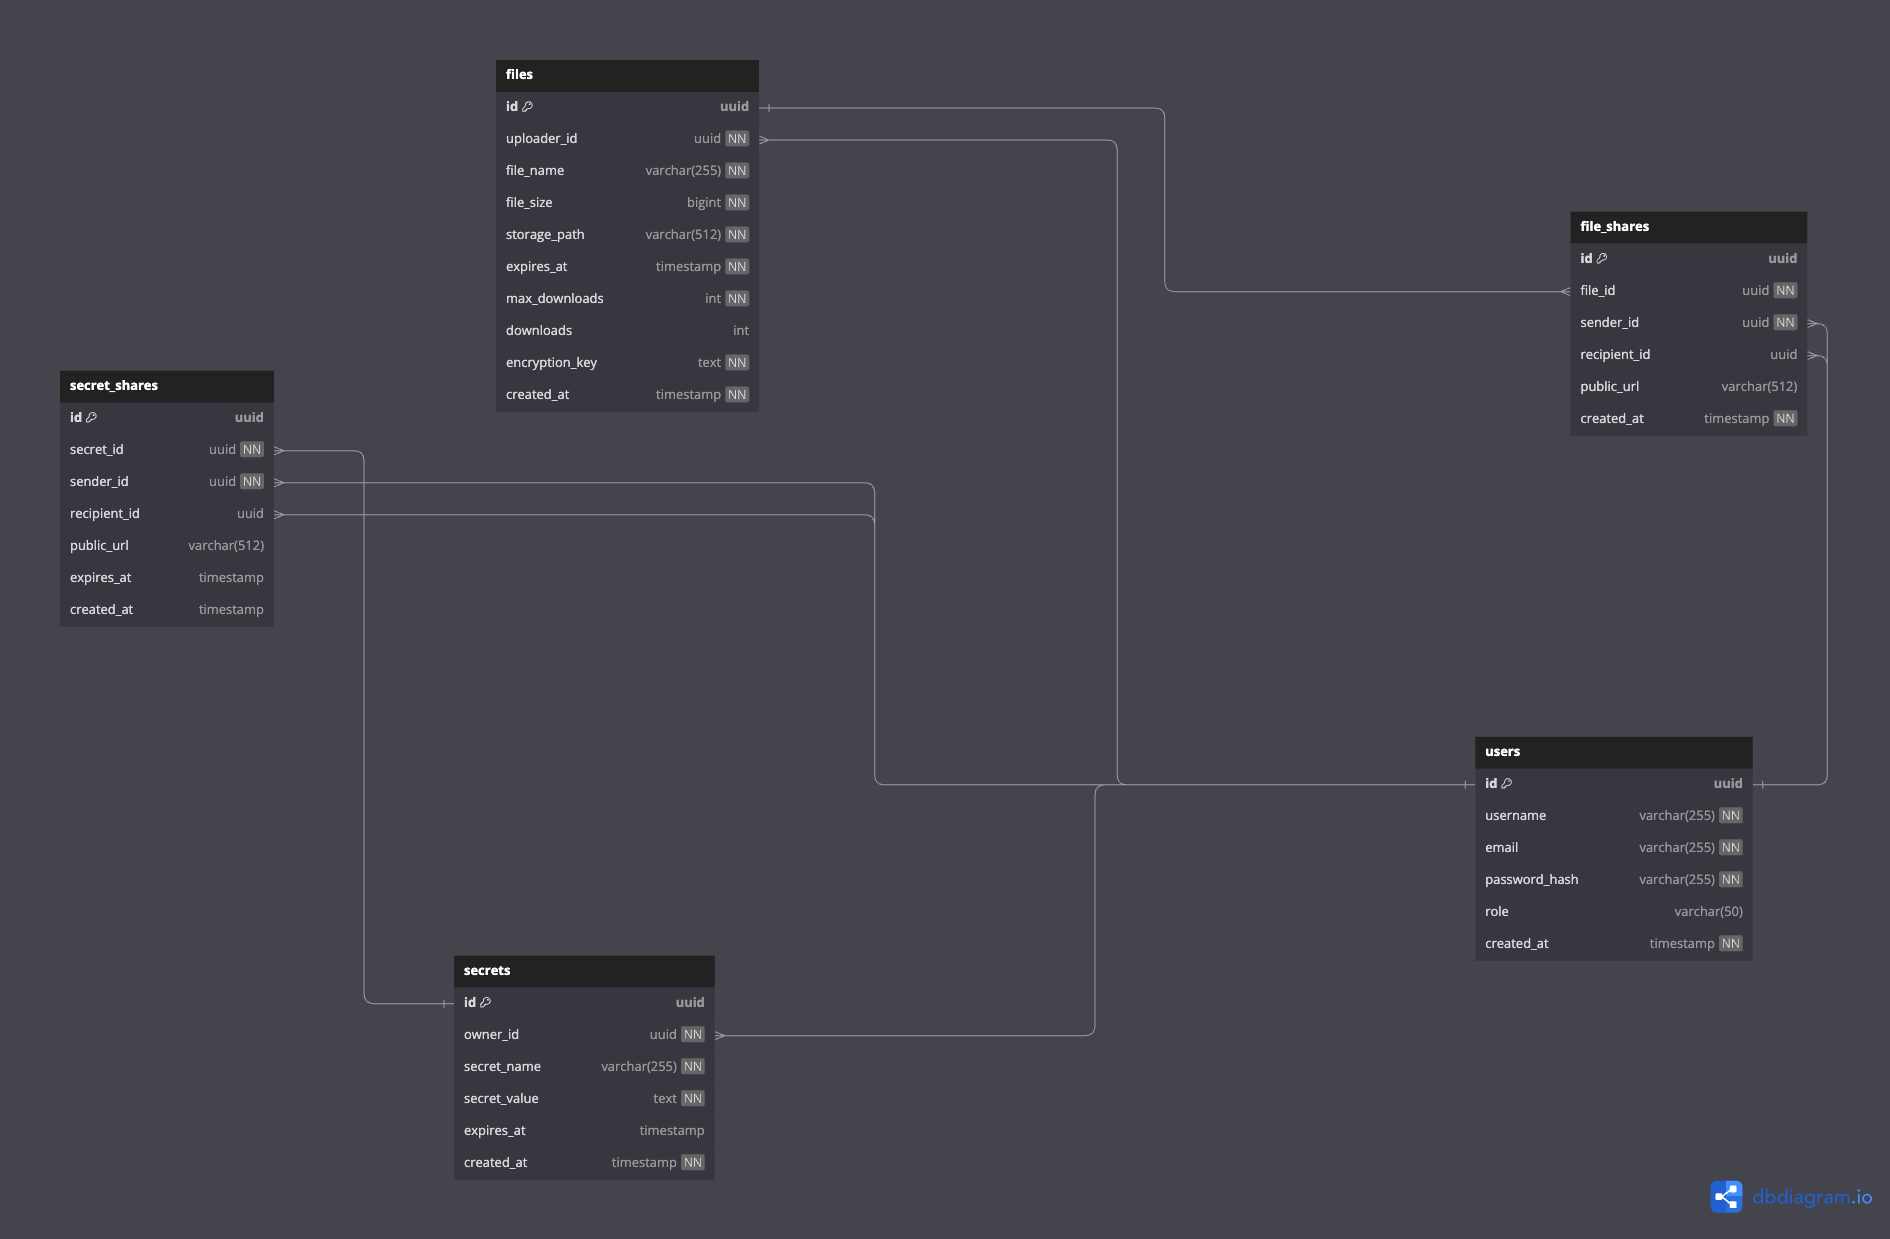 files
id uuid
uploader_id uuid NN
file_name varchar(255) NN
file_size bigint NN
storage_path varchar(512) NN
expires_at timestamp NN
max_downloads int NN
downloads int
encryption_key text NN
created_at timestamp NN
file_shares
id uuid
file_id uuid NN
sender_id uuid NN
recipient_id uuid
public_url varchar(512)
created_at timestamp NN
secret_shares
id uuid
secret_id uuid NN
sender_id uuid NN
recipient_id uuid
public_url varchar(512)
expires_at timestamp
created_at timestamp
users
id uuid
username varchar(255) NN
email varchar(255) NN
password_hash varchar(255) NN
role varchar(50)
created_at timestamp NN
secrets
id uuid
owner_id uuid NN
secret_name varchar(255) NN
secret_value text NN
expires_at timestamp
created_at timestamp NN
dbdiagram.io